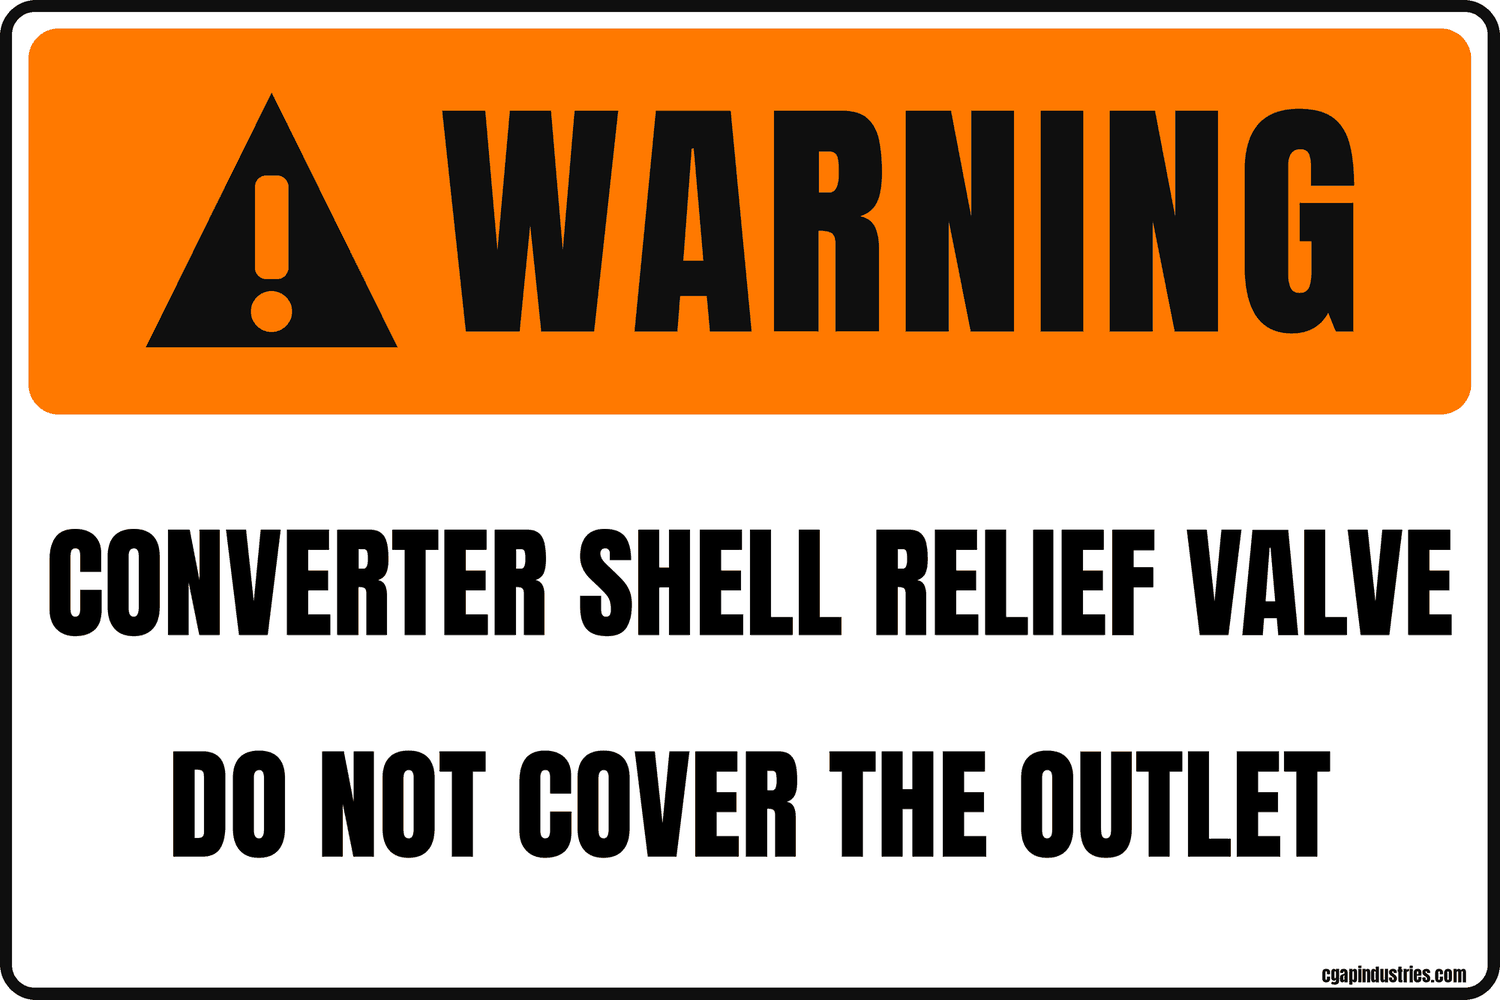 WARNING
CONVERTER SHELL RELIEF VALVE
DO NOT COVER THE OUTLET
cgapindustries.com